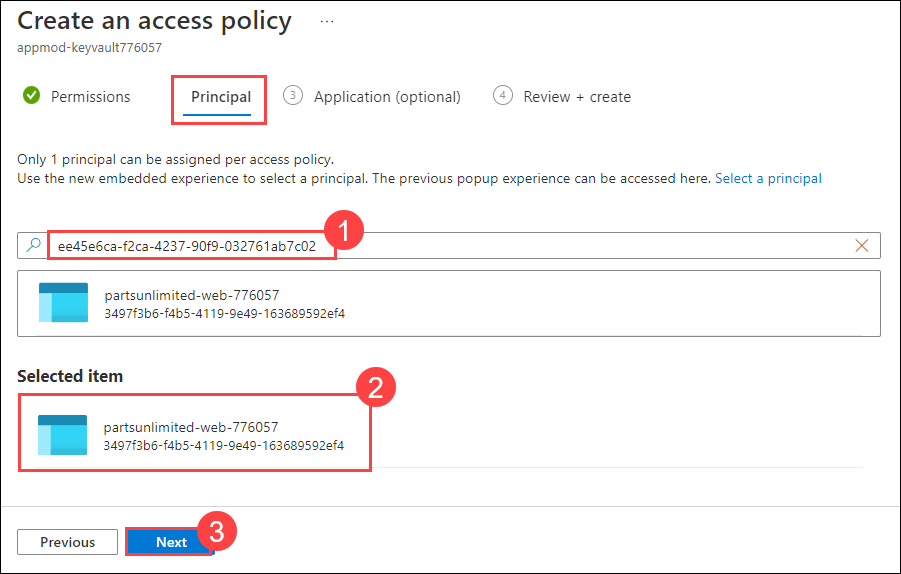 Create an access policy ...
appmod-keyvault776057
Permissions Principal 3 Application (optional) 4 Review + create
Only 1 principal can be assigned per access policy.
Use the new embedded experience to select a principal. The previous popup experience can be accessed here. Select a principal
1
ee45e6ca-f2ca-4237-90f9-032761ab7c02
partsunlimited-web-776057
3497f3b6-f4b5-4119-9e49-163689592ef4
Selected item
2
partsunlimited-web-776057
3497f3b6-f4b5-4119-9e49-163689592ef4
3
Previous Next